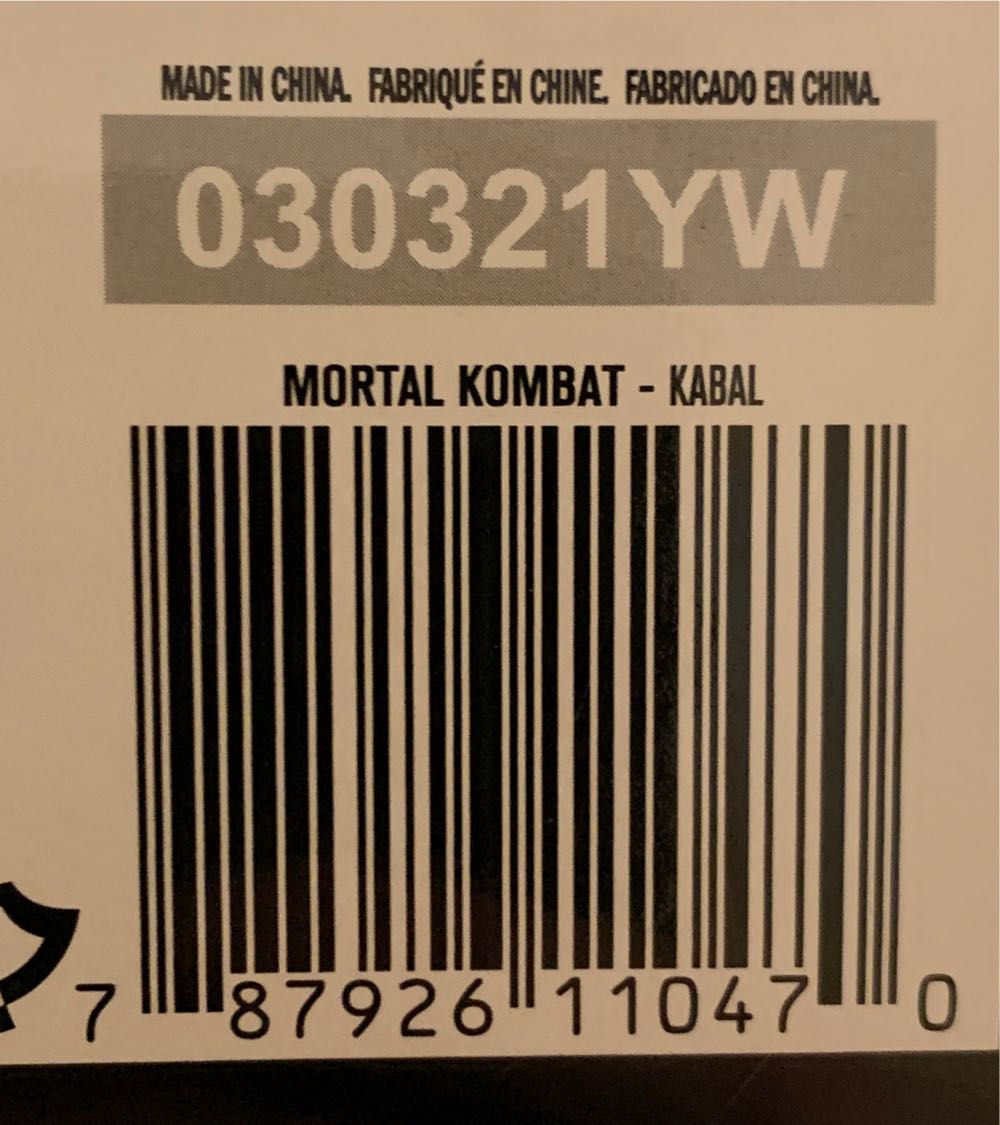 MADE IN CHINA. FABRIQUÉ EN CHINE. FABRICADO EN CHINA.
030321YW
MORTAL KOMBAT - KABAL
7 87926 11047 0